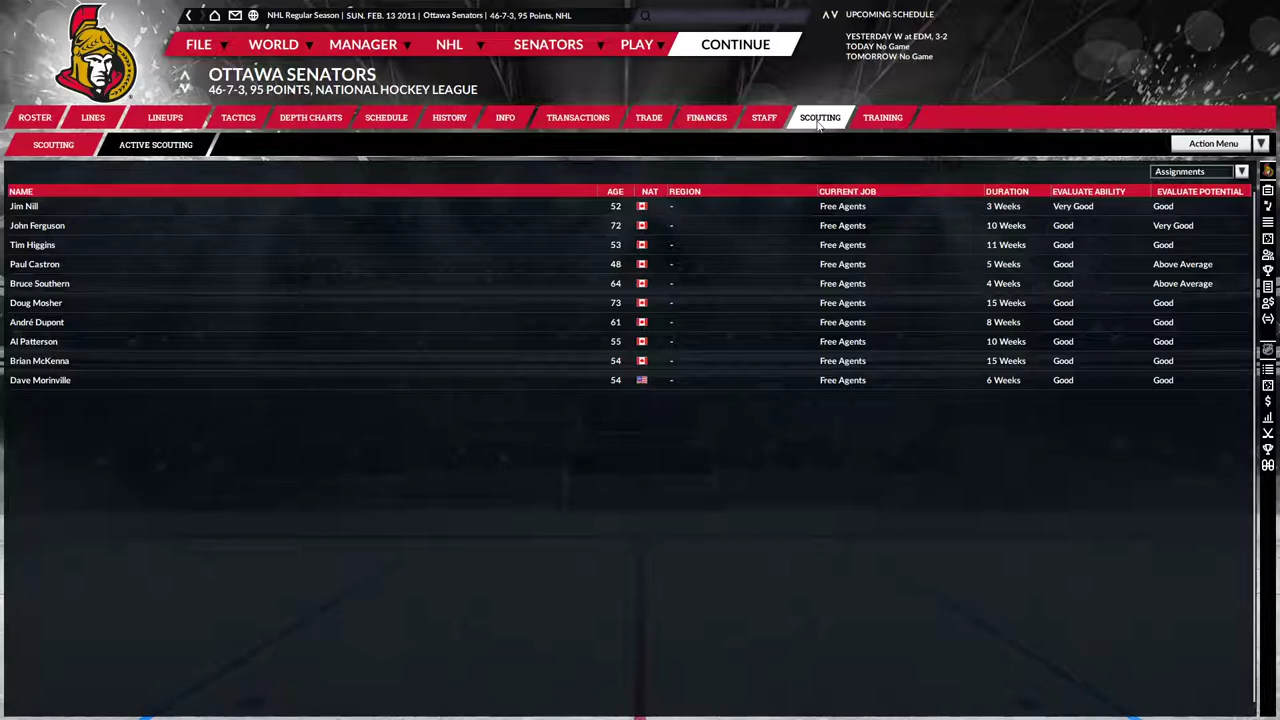 NHL Regular Season | SUN. FEB. 13 2011 | Ottawa Senators | 46-7-3, 95 Points, NHL
UPCOMING SCHEDULE
FILE WORLD MANAGER NHL SENATORS PLAY CONTINUE
YESTERDAY W at EDM, 3-2
TODAY No Game
TOMORROW No Game
OTTAWA SENATORS
46-7-3, 95 POINTS, NATIONAL HOCKEY LEAGUE
ROSTER LINES LINEUPS TACTICS DEPTH CHARTS SCHEDULE HISTORY INFO TRANSACTIONS TRADE FINANCES STAFF SCOUTING TRAINING
SCOUTING ACTIVE SCOUTING Action Menu
Assignments
NAME AGE NAT REGION CURRENT JOB DURATION EVALUATE ABILITY EVALUATE POTENTIAL
Jim Nill 52 - Free Agents 3 Weeks Very Good Good
John Ferguson 72 - Free Agents 10 Weeks Good Very Good
Tim Higgins 53 - Free Agents 11 Weeks Good Good
Paul Castron 48 - Free Agents 5 Weeks Good Above Average
Bruce Southern 64 - Free Agents 4 Weeks Good Above Average
Doug Mosher 73 - Free Agents 15 Weeks Good Good
André Dupont 61 - Free Agents 8 Weeks Good Good
Al Patterson 55 - Free Agents 10 Weeks Good Good
Brian McKenna 54 - Free Agents 15 Weeks Good Good
Dave Morinville 54 - Free Agents 6 Weeks Good Good